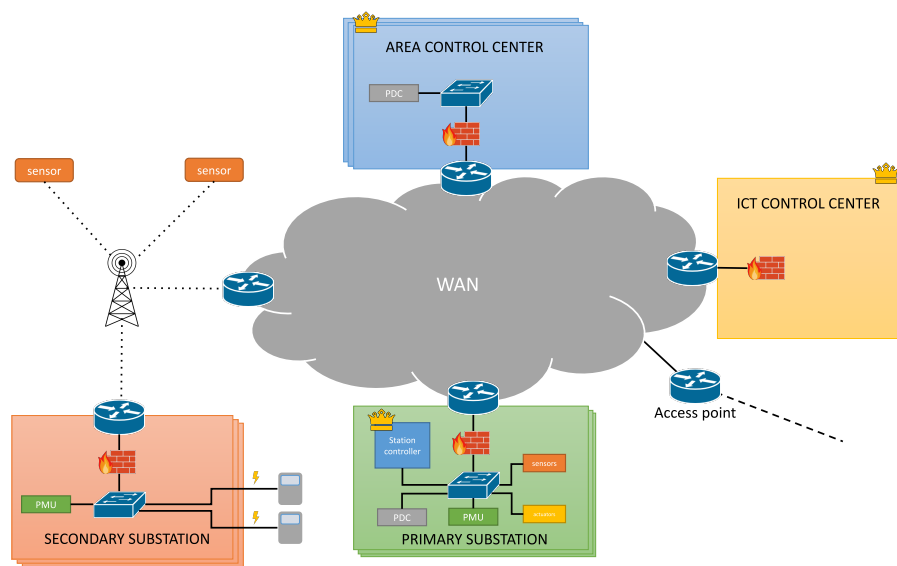 AREA CONTROL CENTER
PDC
sensor
sensor
ICT CONTROL CENTER
WAN
Access point
Station
controller
sensors
PMU
PDC
PMU
actuators
SECONDARY SUBSTATION
PRIMARY SUBSTATION